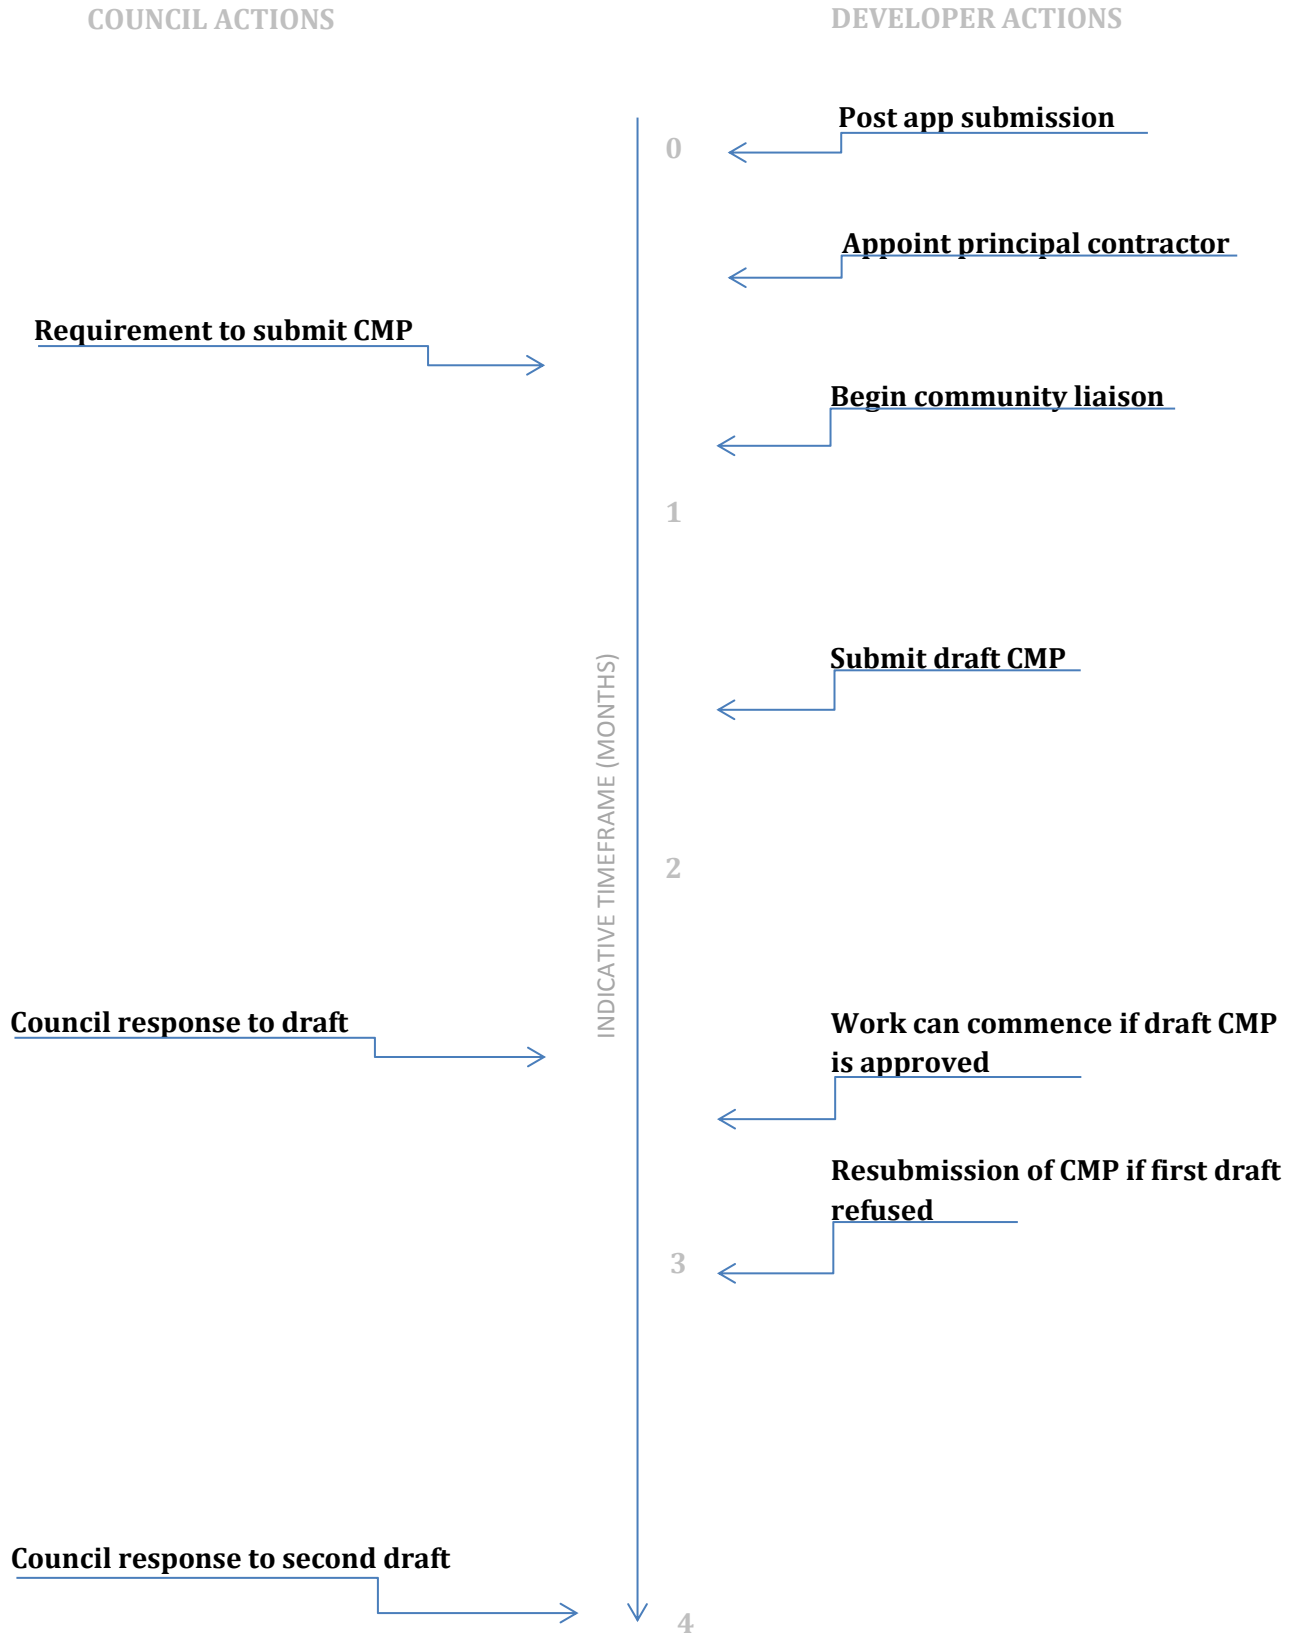 COUNCIL ACTIONS
DEVELOPER ACTIONS
Post app submission
0
Appoint principal contractor
Requirement to submit CMP
Begin community liaison
1
Submit draft CMP
INDICATIVE TIMEFRAME (MONTHS)
2
Council response to draft
Work can commence if draft CMP
is approved
Resubmission of CMP if first draft
refused
3
Council response to second draft
4